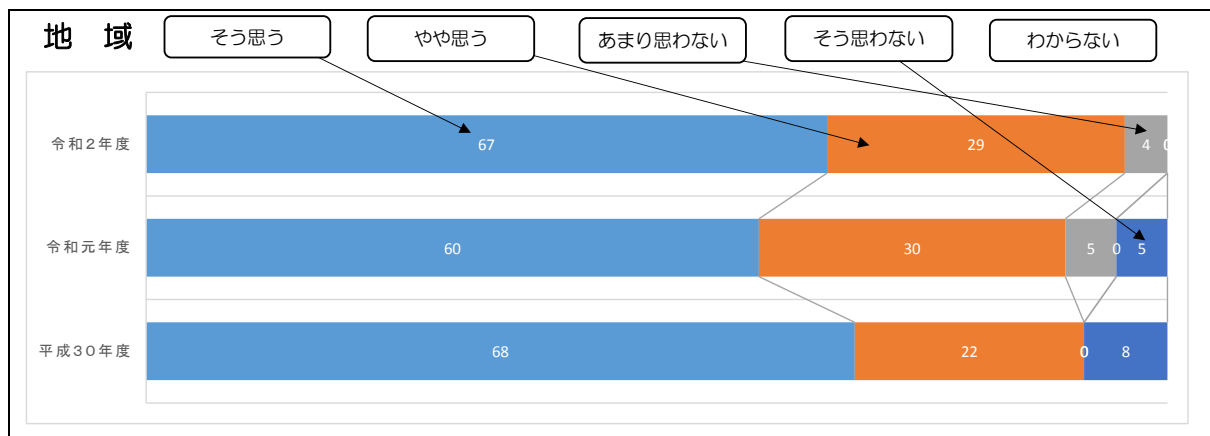 地 域
そう思う
やや思う
あまり思わない
そう思わない
わからない
令和2年度
67
29
4
0
令和元年度
60
30
5
0
5
平成30年度
68
22
0
8